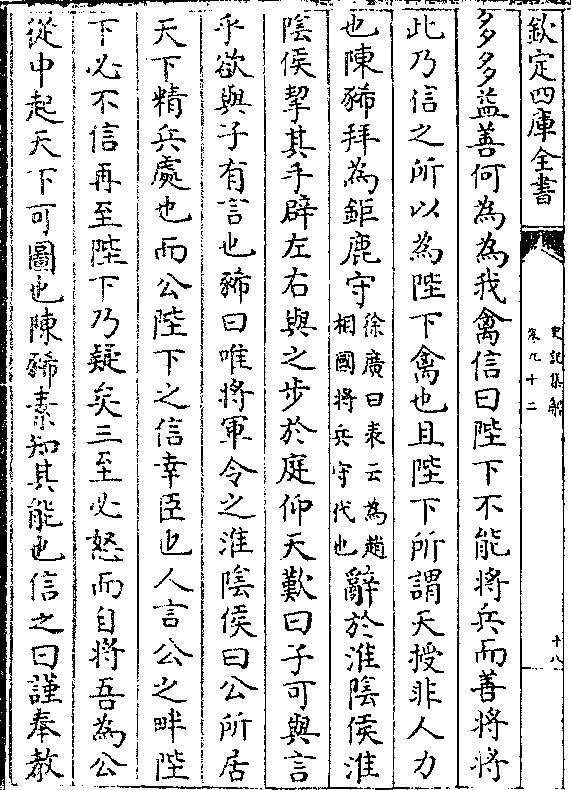 欽定四庫全書
史記集解
卷九十二
十八
多多益善何為為我禽信曰陛下不能將兵而善將將
此乃信之所以為陛下禽也且陛下所謂天授非人力
也陳豨拜為鉅鹿守徐廣曰表云為趙相國將兵守代也辭於淮陰侯淮
陰侯挈其手辟左右與之步於庭仰天歎曰子可與言
乎欲與子有言也豨曰唯將軍令之淮陰侯曰公所居
天下精兵處也而公陛下之信幸臣也人言公之畔陛
下必不信再至陛下乃疑矣三至必怒而自將吾為公
從中起天下可圖也陳豨素知其能也信之曰謹奉教